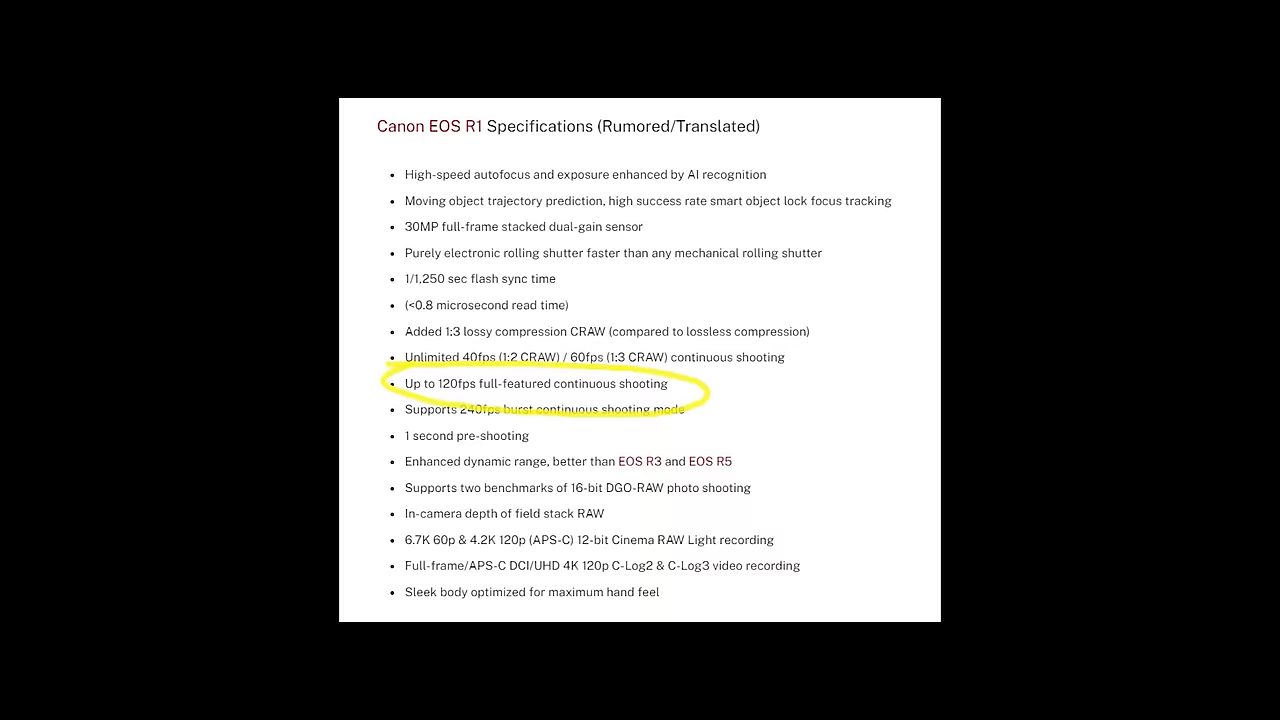 Canon EOS R1 Specifications (Rumored/Translated)
• High-speed autofocus and exposure enhanced by AI recognition
• Moving object trajectory prediction, high success rate smart object lock focus tracking
• 30MP full-frame stacked dual-gain sensor
• Purely electronic rolling shutter faster than any mechanical rolling shutter
• 1/1,250 sec flash sync time
• (<0.8 microsecond read time)
• Added 1:3 lossy compression CRAW (compared to lossless compression)
• Unlimited 40fps (1:2 CRAW) / 60fps (1:3 CRAW) continuous shooting
• Up to 120fps full-featured continuous shooting
• Supports 240fps burst continuous shooting mode
• 1 second pre-shooting
• Enhanced dynamic range, better than EOS R3 and EOS R5
• Supports two benchmarks of 16-bit DGO-RAW photo shooting
• In-camera depth of field stack RAW
• 6.7K 60p & 4.2K 120p (APS-C) 12-bit Cinema RAW Light recording
• Full-frame/APS-C DCI/UHD 4K 120p C-Log2 & C-Log3 video recording
• Sleek body optimized for maximum hand feel